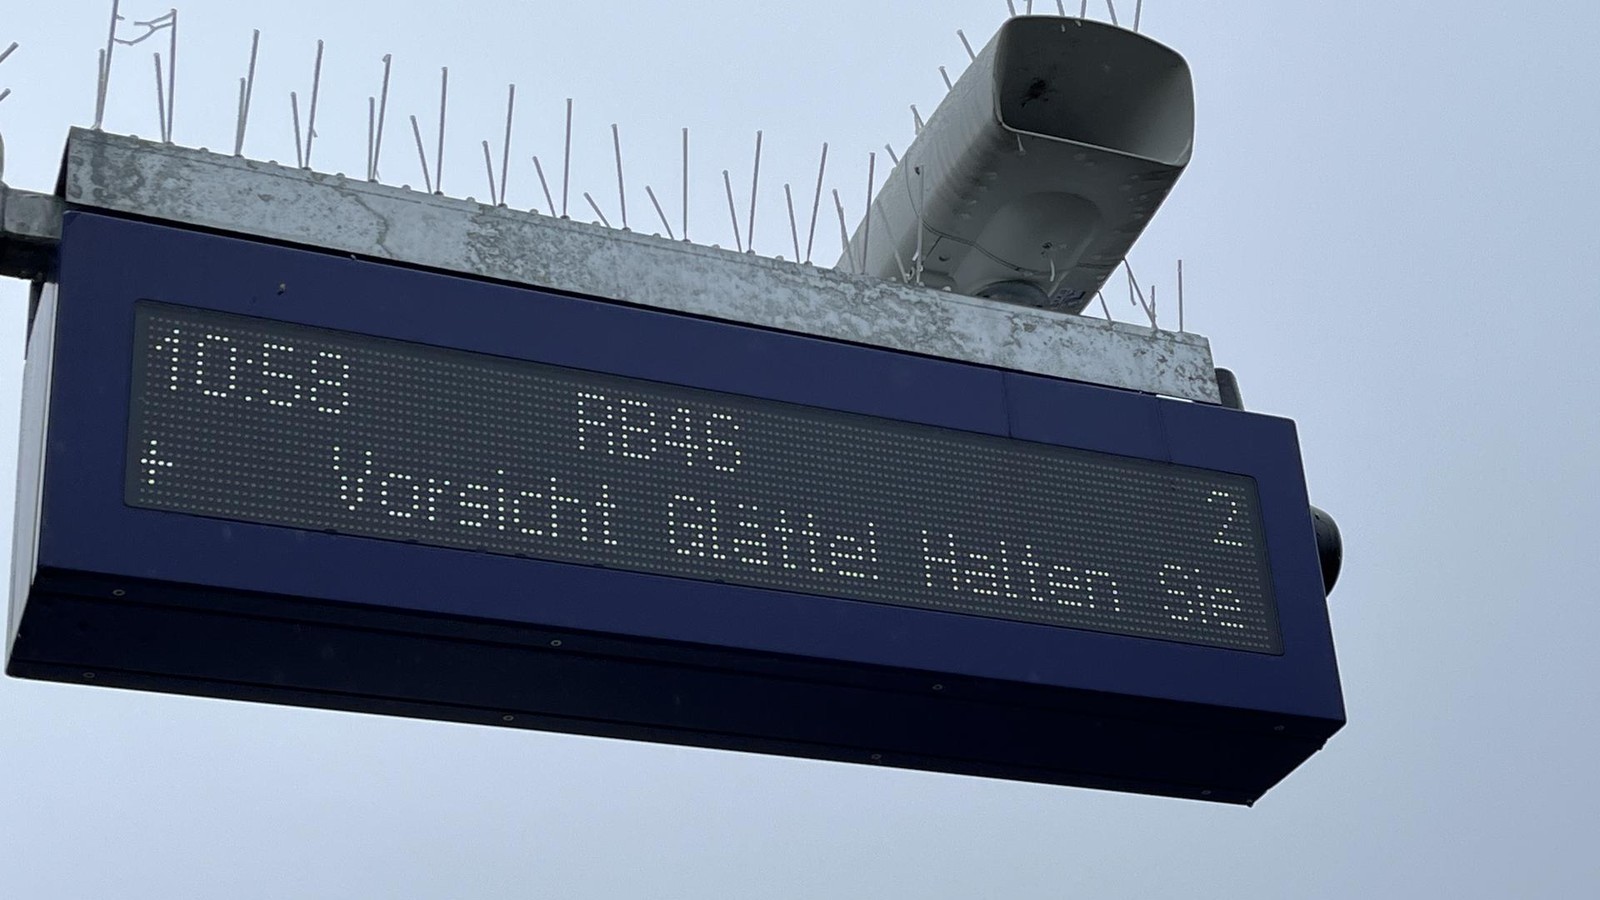 10:58 RB46 2
+ Vorsicht Glätte! Halten Sie